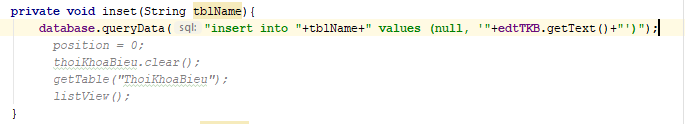 private void inset(String tblName){
database.queryData( sql: "insert into "+tblName+" values (null, '"+edtTKB.getText()+"')");
position = 0;
thoiKhoaBieu.clear();
getTable("ThoiKhoaBieu");
listView();
}